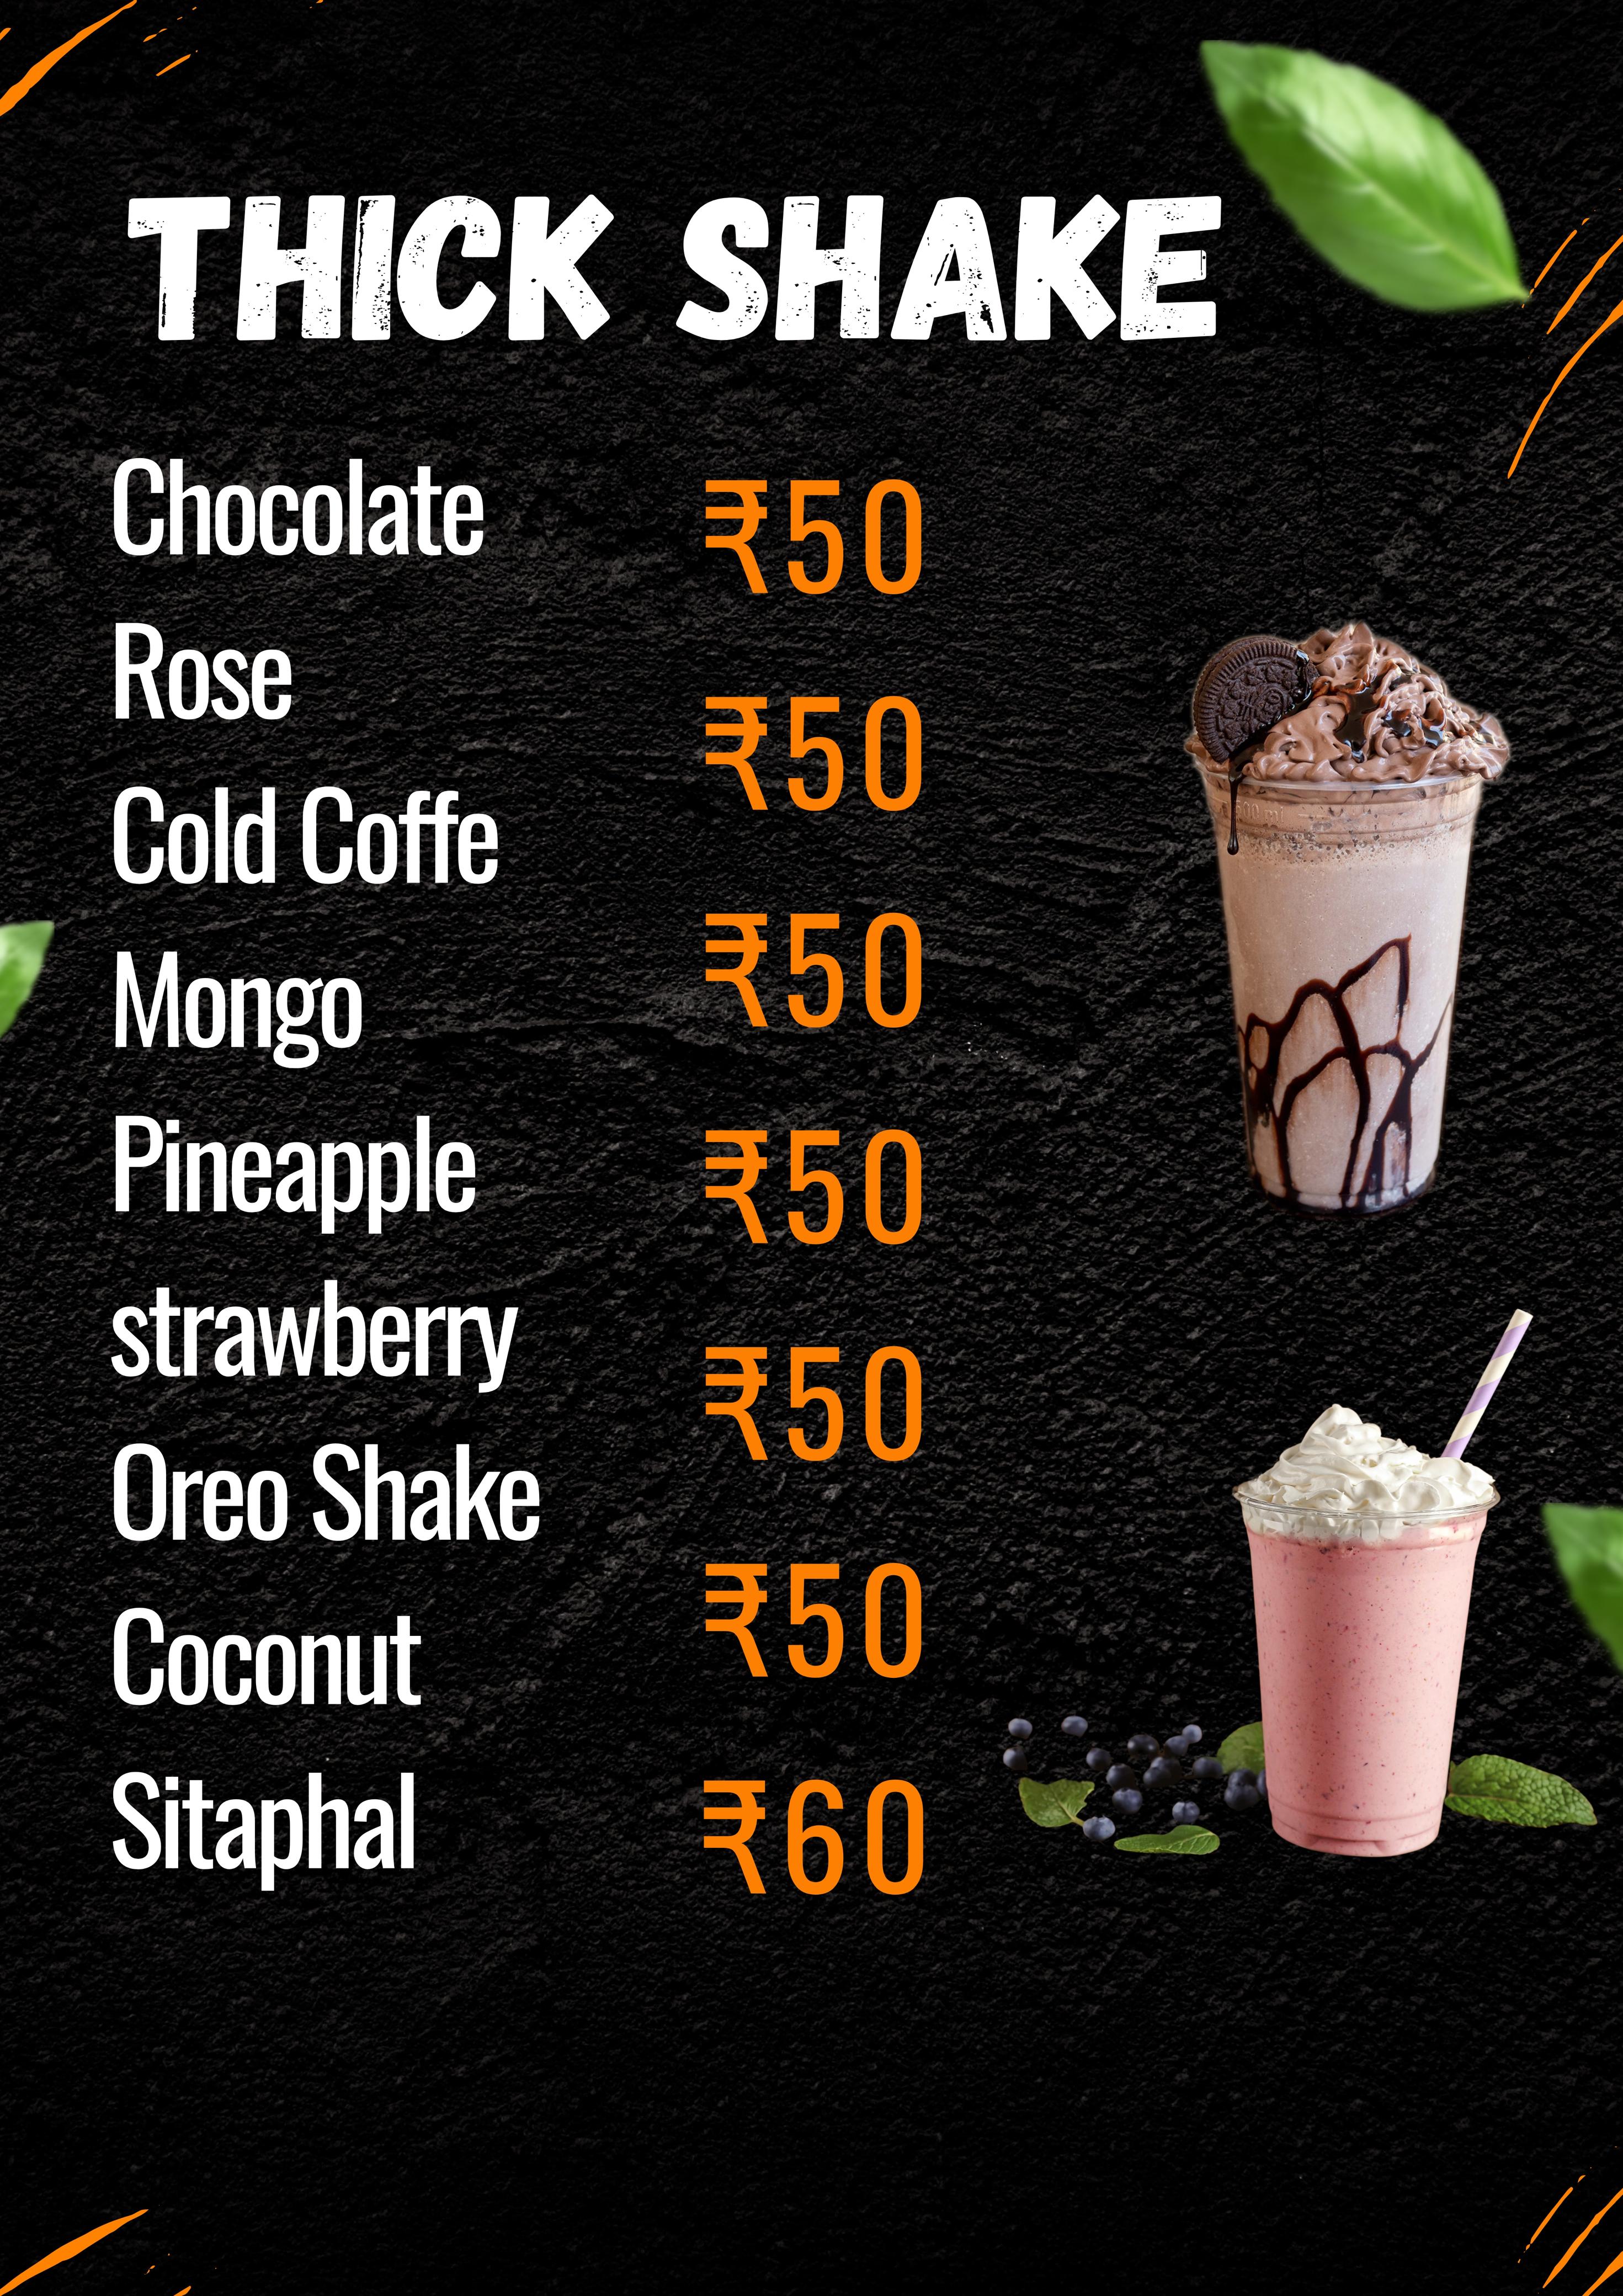 THICK SHAKE
Chocolate
Rose
Cold Coffe
Mongo
Pineapple
strawberry
Oreo Shake
Coconut
Sitaphal
₹50
₹50
₹50
₹50
₹50
₹50
₹60